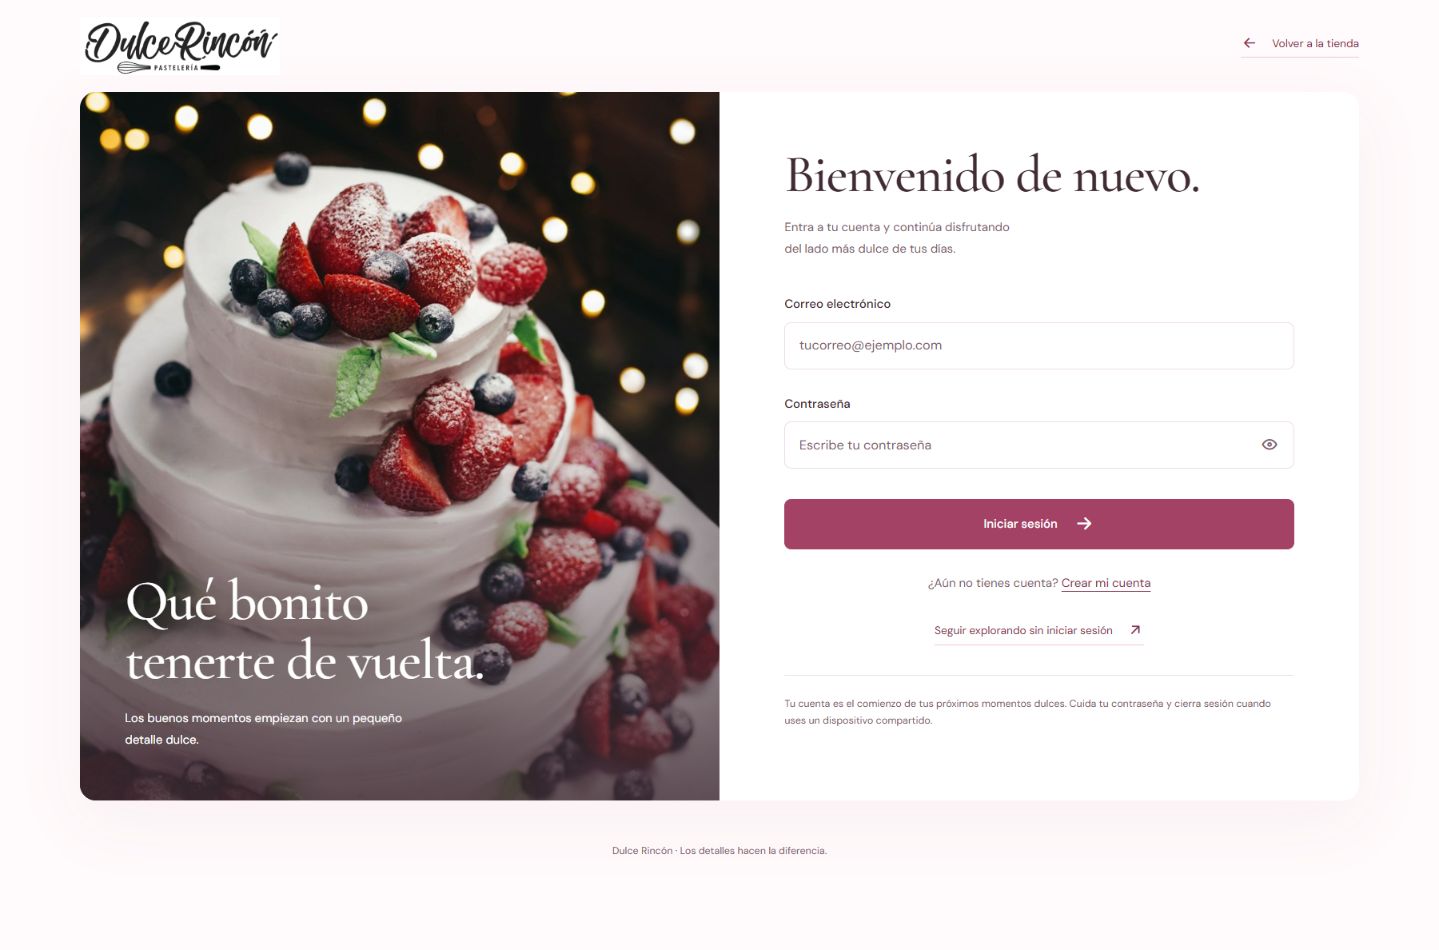 Dulce Rincón
PASTELERÍA
Volver a la tienda
Qué bonito
tenerte de vuelta.
Los buenos momentos empiezan con un pequeño
detalle dulce.
Bienvenido de nuevo.
Entra a tu cuenta y continúa disfrutando
del lado más dulce de tus días.
Correo electrónico
tucorreo@ejemplo.com
Contraseña
Escribe tu contraseña
Iniciar sesión
¿Aún no tienes cuenta? Crear mi cuenta
Seguir explorando sin iniciar sesión
Tu cuenta es el comienzo de tus próximos momentos dulces. Cuida tu contraseña y cierra sesión cuando
uses un dispositivo compartido.
Dulce Rincón · Los detalles hacen la diferencia.